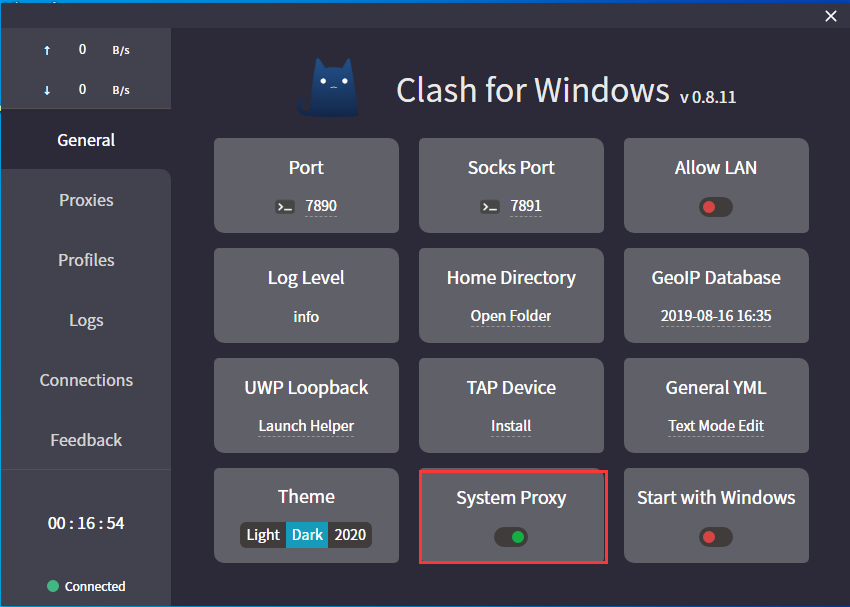 ↑ 0 B/s
↓ 0 B/s
General
Proxies
Profiles
Logs
Connections
Feedback
00 : 16 : 54
Connected
Clash for Windows v 0.8.11
Port
7890
Socks Port
7891
Allow LAN
Log Level
info
Home Directory
Open Folder
GeoIP Database
2019-08-16 16:35
UWP Loopback
Launch Helper
TAP Device
Install
General YML
Text Mode Edit
Theme
Light Dark 2020
System Proxy
Start with Windows